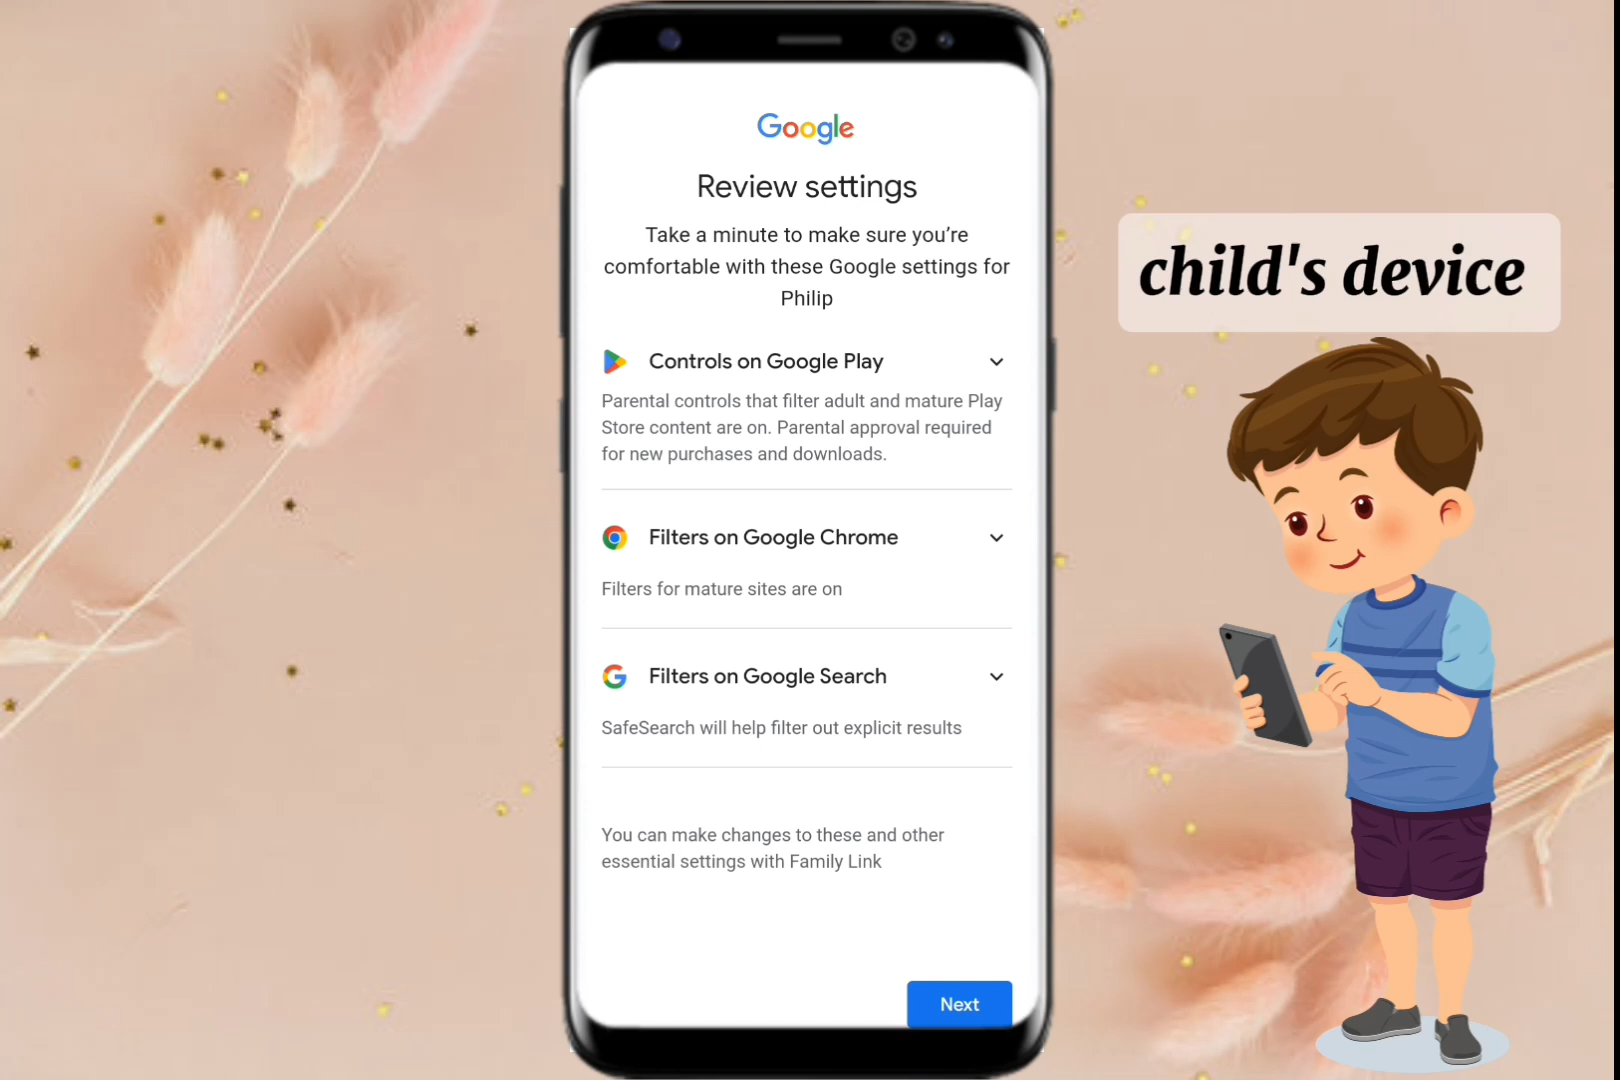 Google
Review settings
Take a minute to make sure you’re
comfortable with these Google settings for
Philip
child's device
Controls on Google Play
Parental controls that filter adult and mature Play
Store content are on. Parental approval required
for new purchases and downloads.
Filters on Google Chrome
Filters for mature sites are on
Filters on Google Search
SafeSearch will help filter out explicit results
You can make changes to these and other
essential settings with Family Link
Next